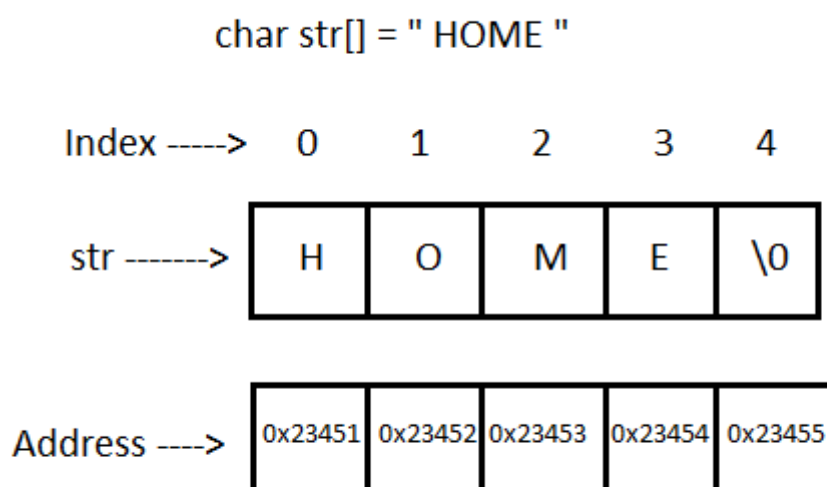 char str[] = " HOME "
Index -----> 0 1 2 3 4
str -------> H O M E \0
Address ----> 0x23451 0x23452 0x23453 0x23454 0x23455